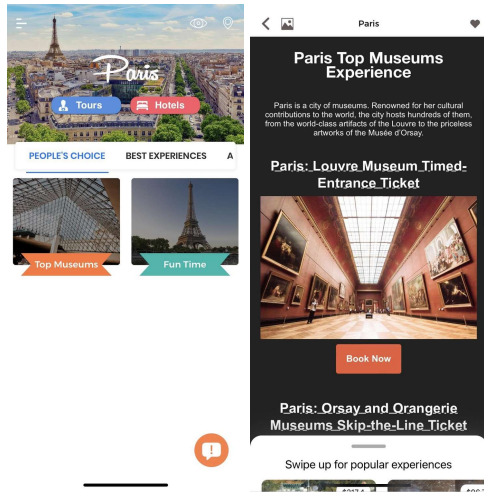 Paris
Tours
Hotels
PEOPLE'S CHOICE
BEST EXPERIENCES
A
Top Museums
Fun Time
Paris
Paris Top Museums
Experience
Paris is a city of museums. Renowned for her cultural
contributions to the world, the city hosts hundreds of them,
from the world-class artifacts of the Louvre to the priceless
artworks of the Musée d'Orsay.
Paris: Louvre Museum Timed-
Entrance Ticket
Book Now
Paris: Orsay and Orangerie
Museums Skip-the-Line Ticket
Swipe up for popular experiences